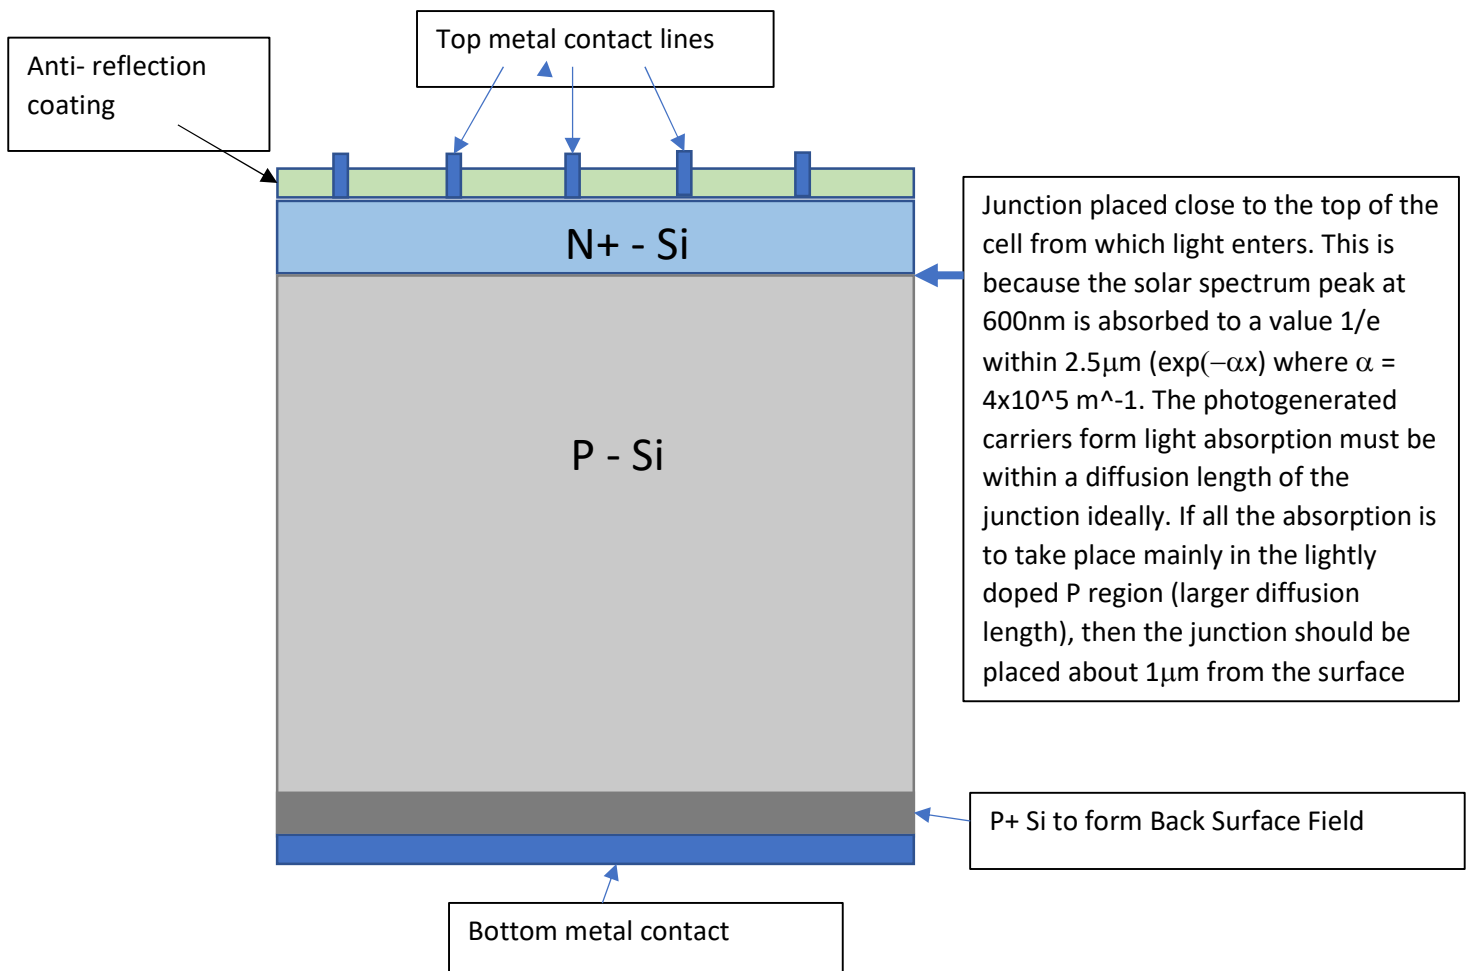 Top metal contact lines
Anti- reflection
coating
N+ - Si
Junction placed close to the top of the
cell from which light enters. This is
because the solar spectrum peak at
600nm is absorbed to a value 1/e
within 2.5μm (exp(−αx) where α =
4x10^5 m^-1. The photogenerated
carriers form light absorption must be
within a diffusion length of the
junction ideally. If all the absorption is
to take place mainly in the lightly
doped P region (larger diffusion
length), then the junction should be
placed about 1μm from the surface
P - Si
P+ Si to form Back Surface Field
Bottom metal contact